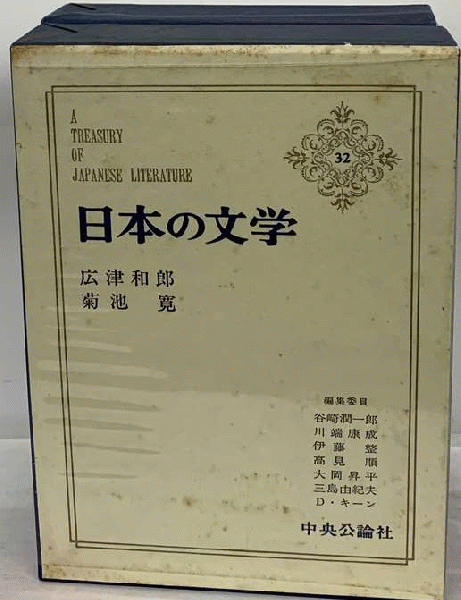 A
TREASURY
OF
JAPANESE LITERATURE
32
日本の文学
広津和郎
菊池 寛
編集委員
谷崎潤一郎
川端康成
伊藤 整
高見 順
大岡昇平
三島由紀夫
D・キーン
中央公論社